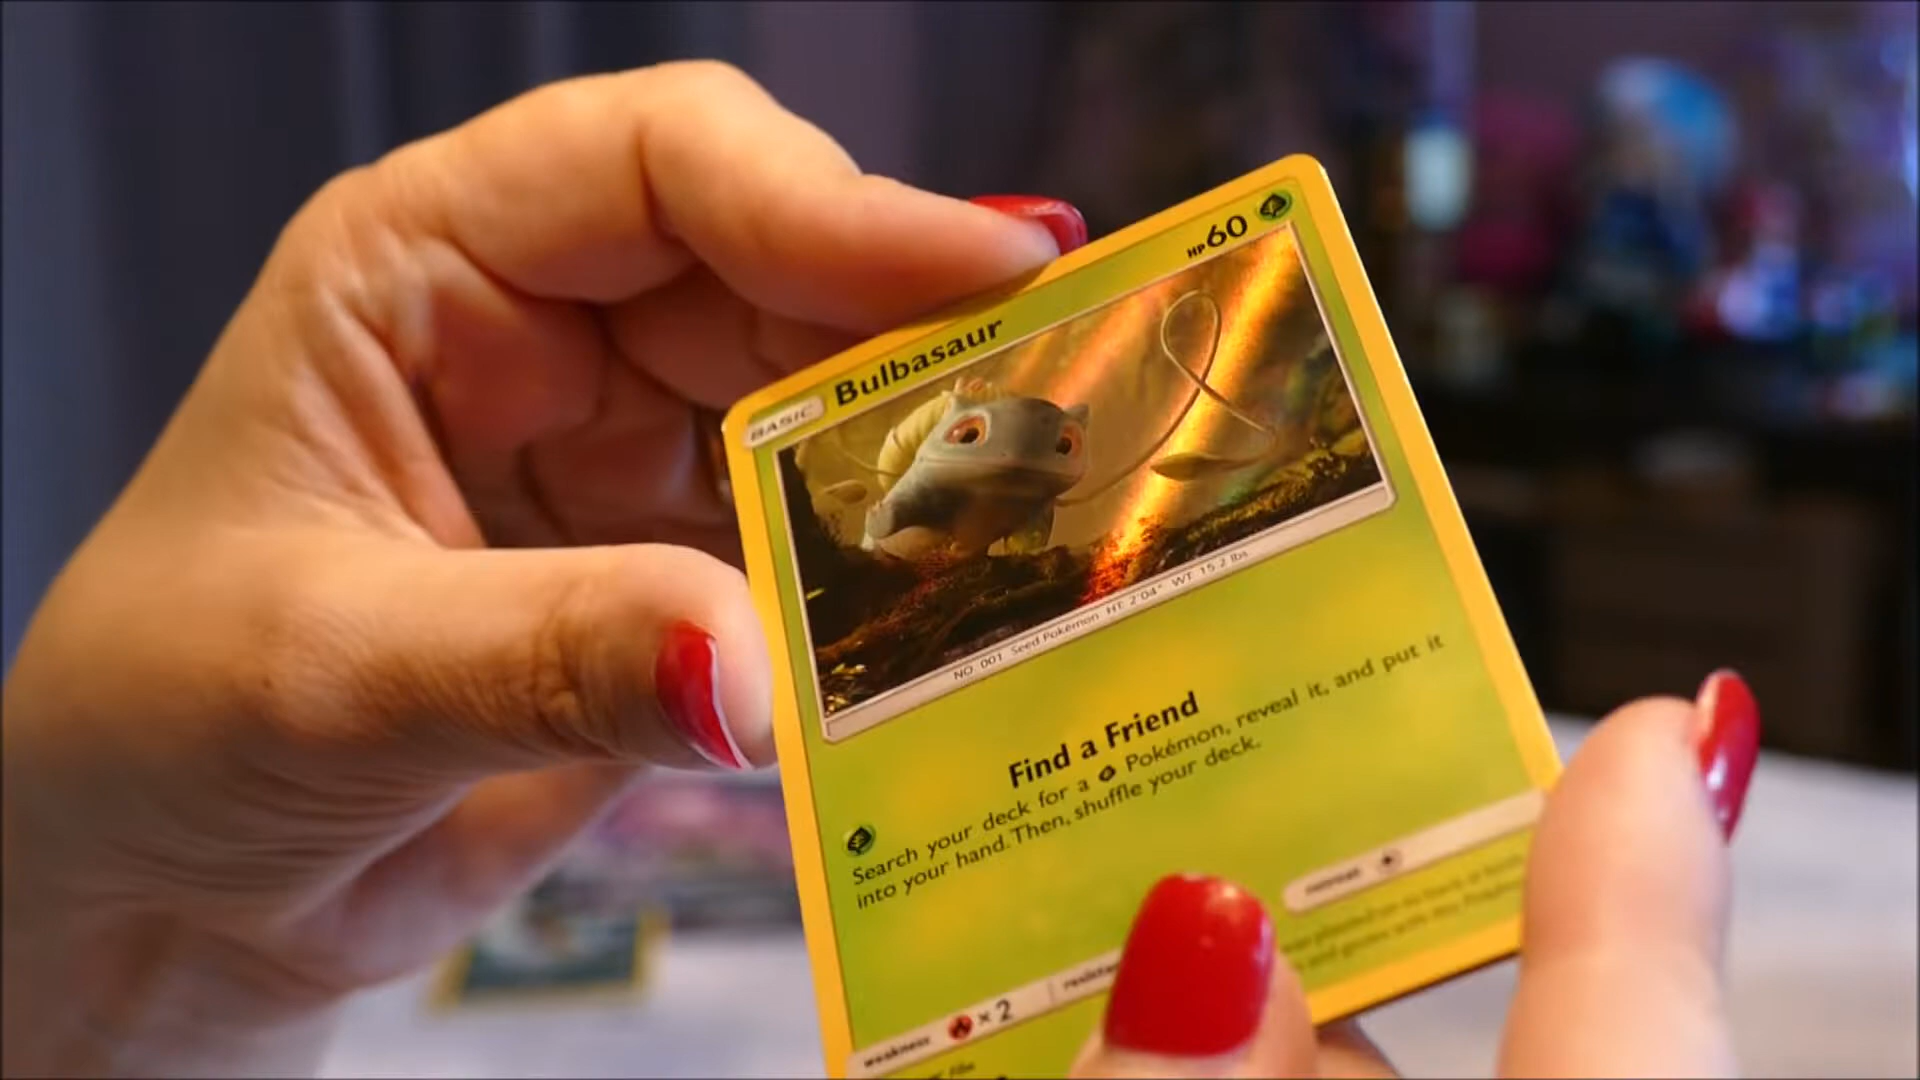 BASIC Bulbasaur HP60
NO. 001 Seed Pokémon HT: 2'04" WT: 15.2 lbs
Find a Friend
Search your deck for a Pokémon, reveal it, and put it
into your hand. Then, shuffle your deck.
weakness ×2
retreat